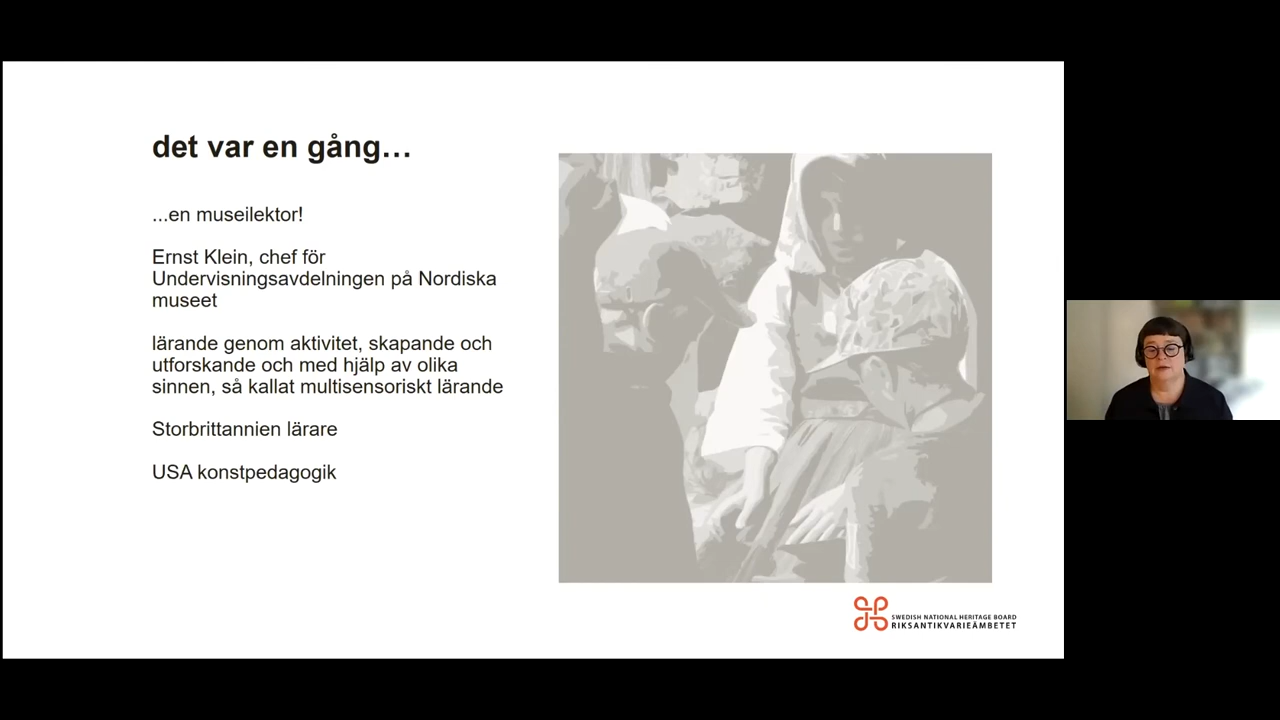 det var en gång…
...en museilektor!
Ernst Klein, chef för
Undervisningsavdelningen på Nordiska
museet
lärande genom aktivitet, skapande och
utforskande och med hjälp av olika
sinnen, så kallat multisensoriskt lärande
Storbrittannien lärare
USA konstpedagogik
SWEDISH NATIONAL HERITAGE BOARD
RIKSANTIKVARIEÄMBETET